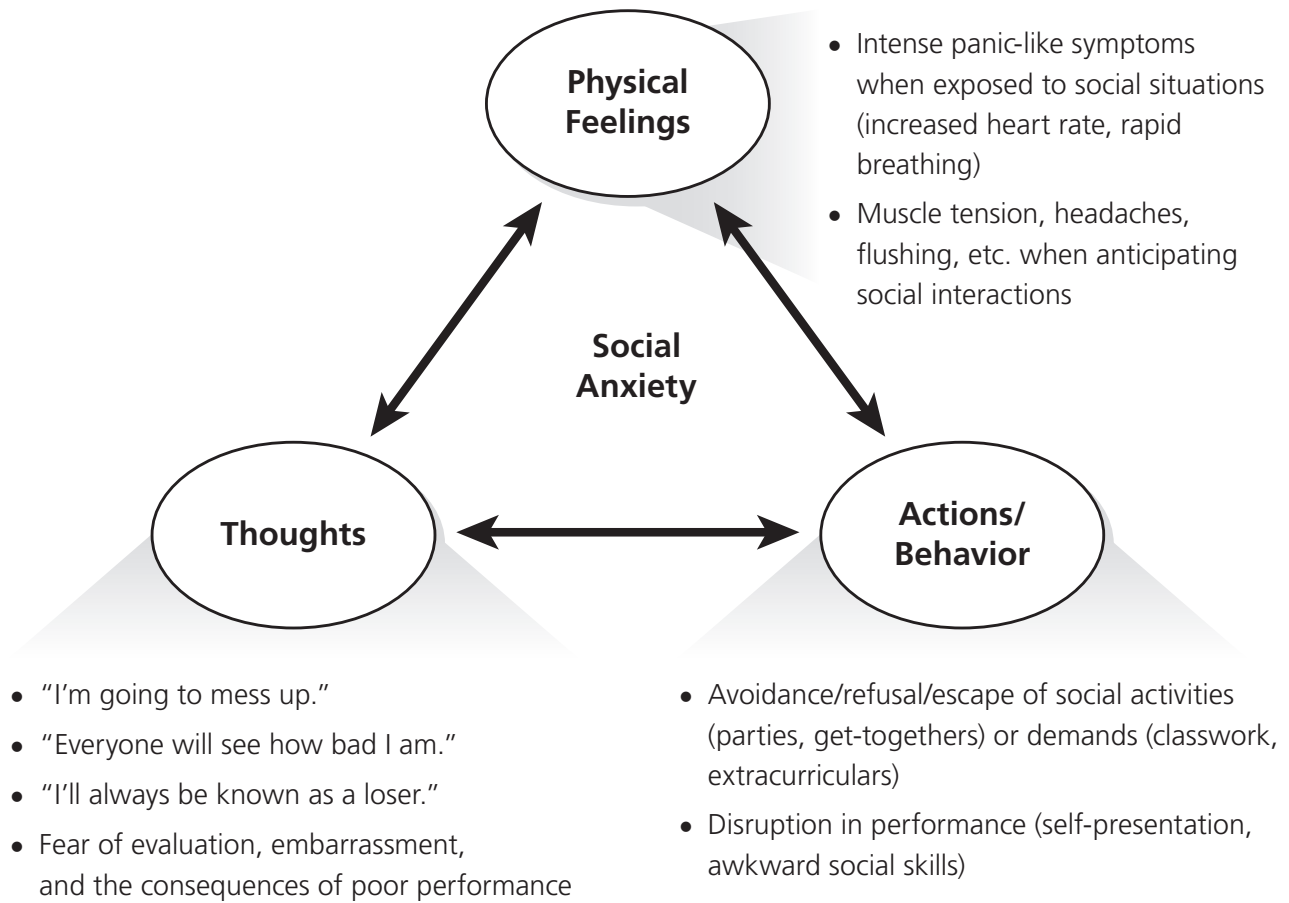 Physical
Feelings
• Intense panic-like symptoms
when exposed to social situations
(increased heart rate, rapid
breathing)
• Muscle tension, headaches,
flushing, etc. when anticipating
social interactions
Social
Anxiety
Thoughts
Actions/
Behavior
• “I’m going to mess up.”
• “Everyone will see how bad I am.”
• “I’ll always be known as a loser.”
• Fear of evaluation, embarrassment,
and the consequences of poor performance
• Avoidance/refusal/escape of social activities
(parties, get-togethers) or demands (classwork,
extracurriculars)
• Disruption in performance (self-presentation,
awkward social skills)